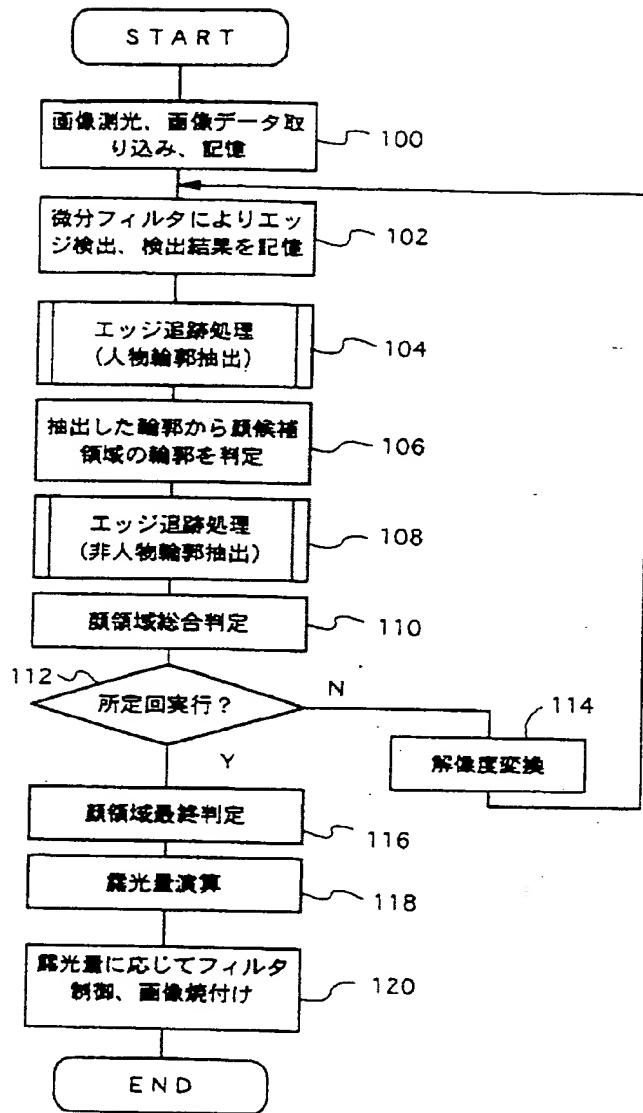 START
画像測光、画像データ取
り込み、記憶
100
微分フィルタによりエッ
ジ検出、検出結果を記憶
102
エッジ追跡処理
(人物輪郭抽出)
104
抽出した輪郭から顔候補
領域の輪郭を判定
106
エッジ追跡処理
(非人物輪郭抽出)
108
顔領域総合判定
110
112
所定回実行?
N
Y
114
解像度変換
顔領域最終判定
116
露光量演算
118
露光量に応じてフィルタ
制御、画像焼付け
120
END